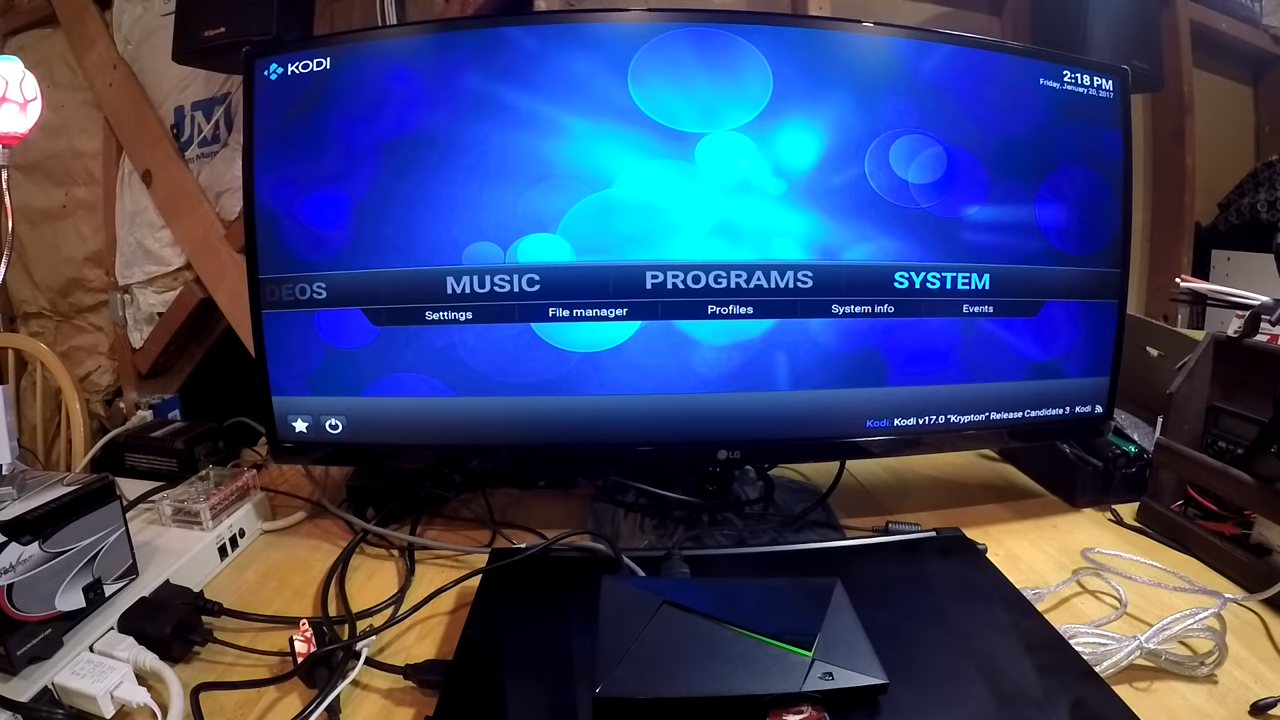 KODI
2:18 PM
Friday, January 20, 2017
DEOS
MUSIC
PROGRAMS
SYSTEM
Settings
File manager
Profiles
System info
Events
Kodi: Kodi v17.0 "Krypton" Release Candidate 3 - Kodi
LG